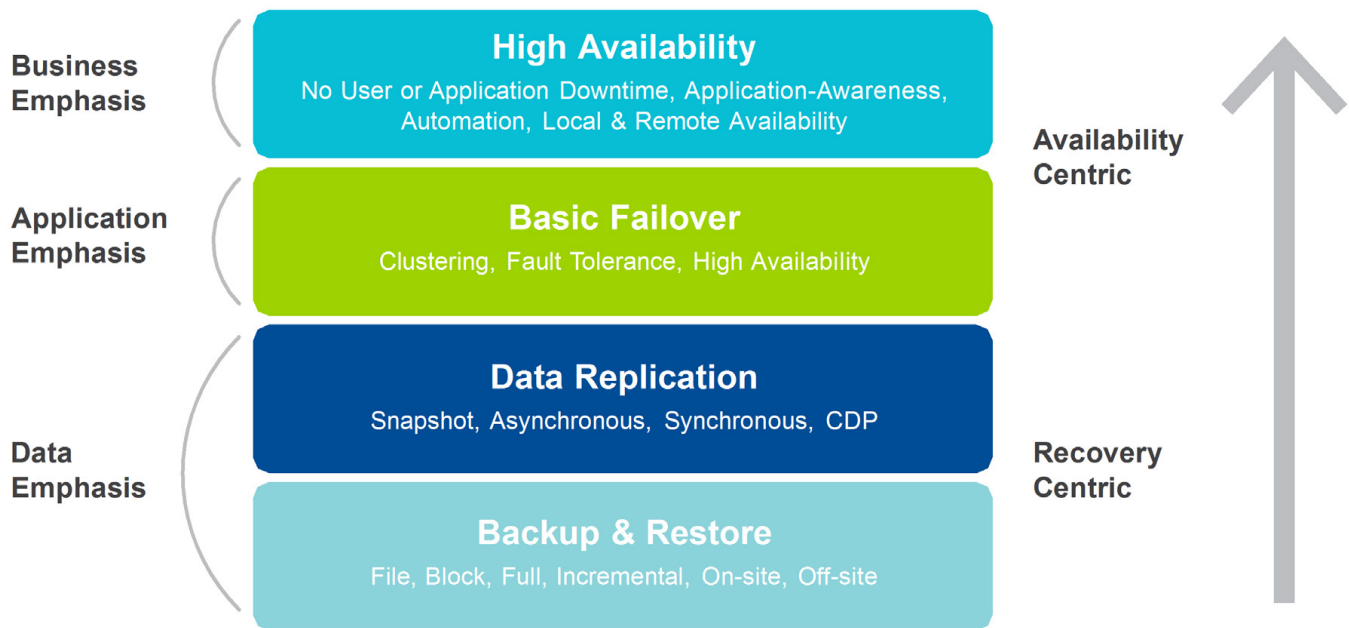 Business
Emphasis
High Availability
No User or Application Downtime, Application-Awareness,
Automation, Local & Remote Availability
Availability
Centric
Application
Emphasis
Basic Failover
Clustering, Fault Tolerance, High Availability
Data Replication
Snapshot, Asynchronous, Synchronous, CDP
Data
Emphasis
Recovery
Centric
Backup & Restore
File, Block, Full, Incremental, On-site, Off-site